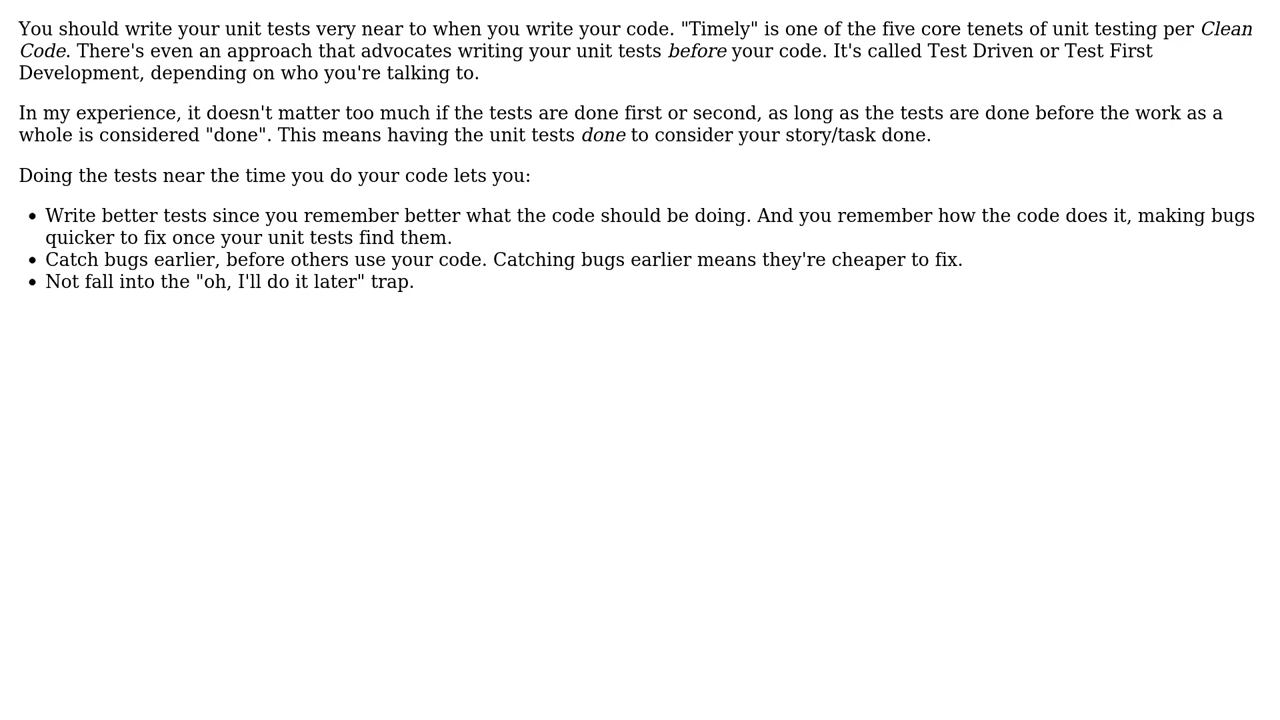 You should write your unit tests very near to when you write your code. "Timely" is one of the five core tenets of unit testing per Clean
Code. There's even an approach that advocates writing your unit tests before your code. It's called Test Driven or Test First
Development, depending on who you're talking to.
In my experience, it doesn't matter too much if the tests are done first or second, as long as the tests are done before the work as a
whole is considered "done". This means having the unit tests done to consider your story/task done.
Doing the tests near the time you do your code lets you:
• Write better tests since you remember better what the code should be doing. And you remember how the code does it, making bugs
quicker to fix once your unit tests find them.
• Catch bugs earlier, before others use your code. Catching bugs earlier means they're cheaper to fix.
• Not fall into the "oh, I'll do it later" trap.